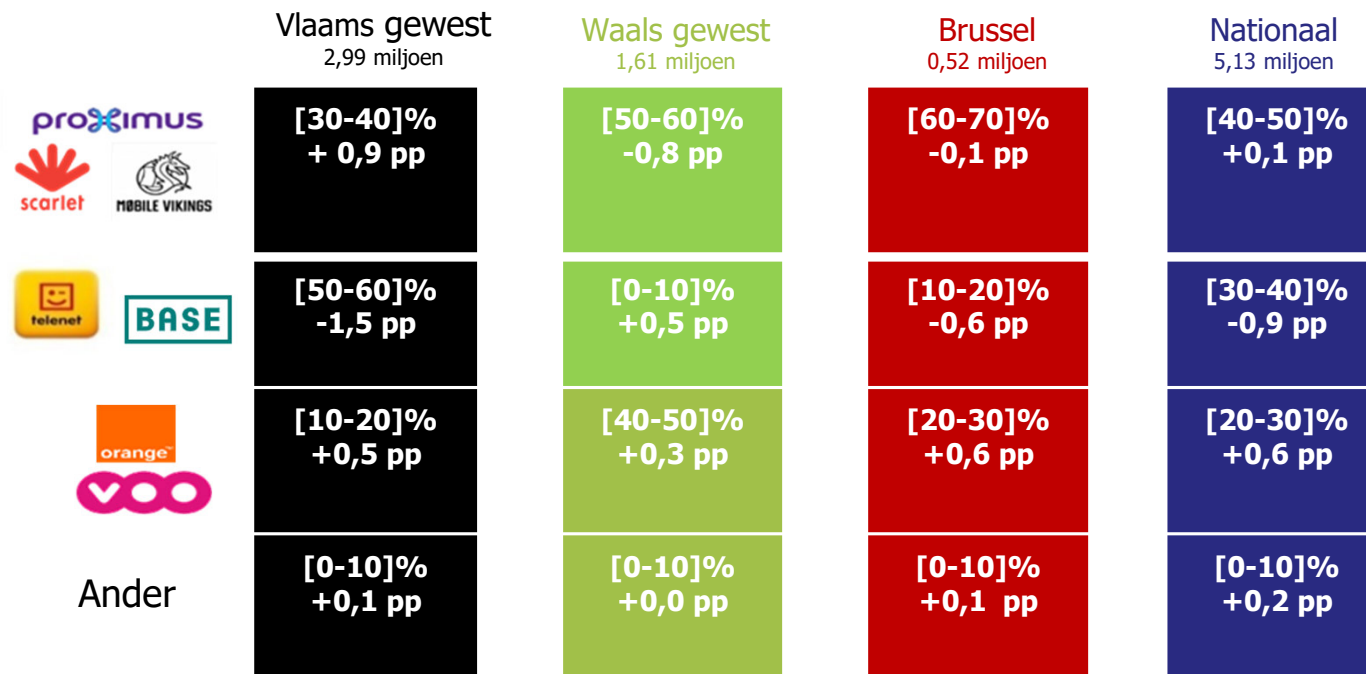 Vlaams gewest
2,99 miljoen
Waals gewest
1,61 miljoen
Brussel
0,52 miljoen
Nationaal
5,13 miljoen
proximus
scarlet
MØBILE VIKINGS
[30-40]%
+ 0,9 pp
[50-60]%
-0,8 pp
[60-70]%
-0,1 pp
[40-50]%
+0,1 pp
telenet
BASE
[50-60]%
-1,5 pp
[0-10]%
+0,5 pp
[10-20]%
-0,6 pp
[30-40]%
-0,9 pp
orange
voo
[10-20]%
+0,5 pp
[40-50]%
+0,3 pp
[20-30]%
+0,6 pp
[20-30]%
+0,6 pp
Ander
[0-10]%
+0,1 pp
[0-10]%
+0,0 pp
[0-10]%
+0,1 pp
[0-10]%
+0,2 pp